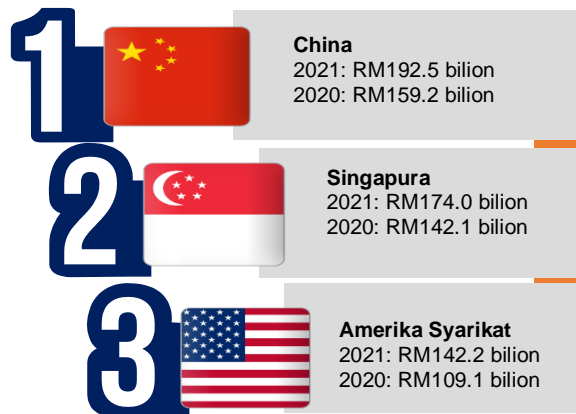 1
China
2021: RM192.5 bilion
2020: RM159.2 bilion
2
Singapura
2021: RM174.0 bilion
2020: RM142.1 bilion
3
Amerika Syarikat
2021: RM142.2 bilion
2020: RM109.1 bilion